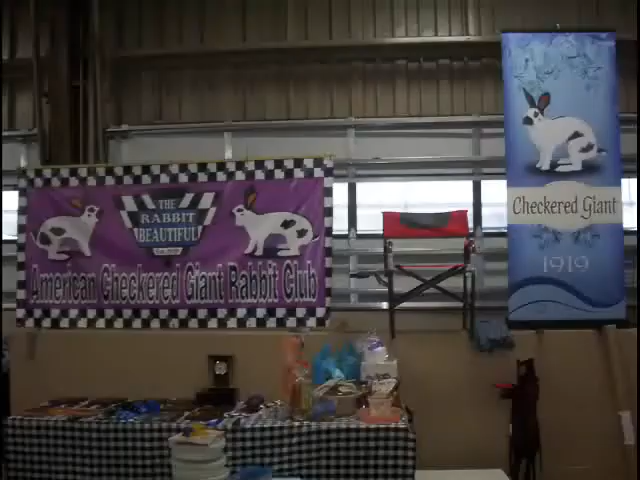 THE
RABBIT
BEAUTIFUL
American Checkered Giant Rabbit Club
Checkered Giant
1919